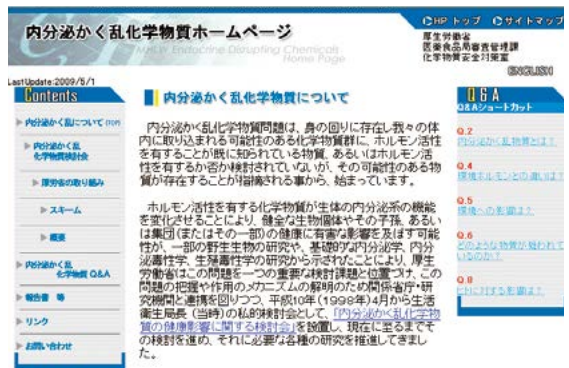 内分泌かく乱化学物質ホームページ
MHLW Endocrine Disrupting Chemicals
Home Page
HP トップ サイトマップ
厚生労働省
医薬食品局審査管理課
化学物質安全対策室
ENGLISH
LastUpdate:2009/5/1
Contents
内分泌かく乱について (TOP)
内分泌かく乱
化学物質検討会
厚労省の取り組み
スキーム
概要
内分泌かく乱
化学物質 Q&A
報告書 等
リンク
お問い合わせ
内分泌かく乱化学物質について
内分泌かく乱化学物質問題は、身の回りに存在し我々の体
内に取り込まれる可能性のある化学物質群に、ホルモン活性
を有することが既に知られている物質、あるいはホルモン活
性を有するか否か検討されていないが、その可能性のある物
質が存在することが指摘される事から、始まっています。
ホルモン活性を有する化学物質が生体の内分泌系の機能
を変化させることにより、健全な生物個体やその子孫、あるい
は集団(またはその一部)の健康に有害な影響を及ぼす可能
性が、一部の野生生物の研究や、基礎的な内分泌学、内分
泌毒性学、生殖毒性学の研究から示されたことにより、厚生
労働省はこの問題を一つの重要な検討課題と位置づけ、この
問題の把握や作用のメカニズムの解明のため関係省庁・研
究機関と連携を図りつつ、平成10年(1998年)4月から生活
衛生局長(当時)の私的検討会として、「内分泌かく乱化学物
質の健康影響に関する検討会」を設置し、現在に至るまでそ
の検討を進め、それに必要な各種の研究を推進してきまし
た。
Q&A
Q&Aショートカット
Q.2
内分泌かく乱物質とは?
Q.4
環境ホルモンとの違いは?
Q.5
環境への影響は?
Q.6
どのような物質が疑われて
いるのか?
Q.8
ヒトに対する影響は?